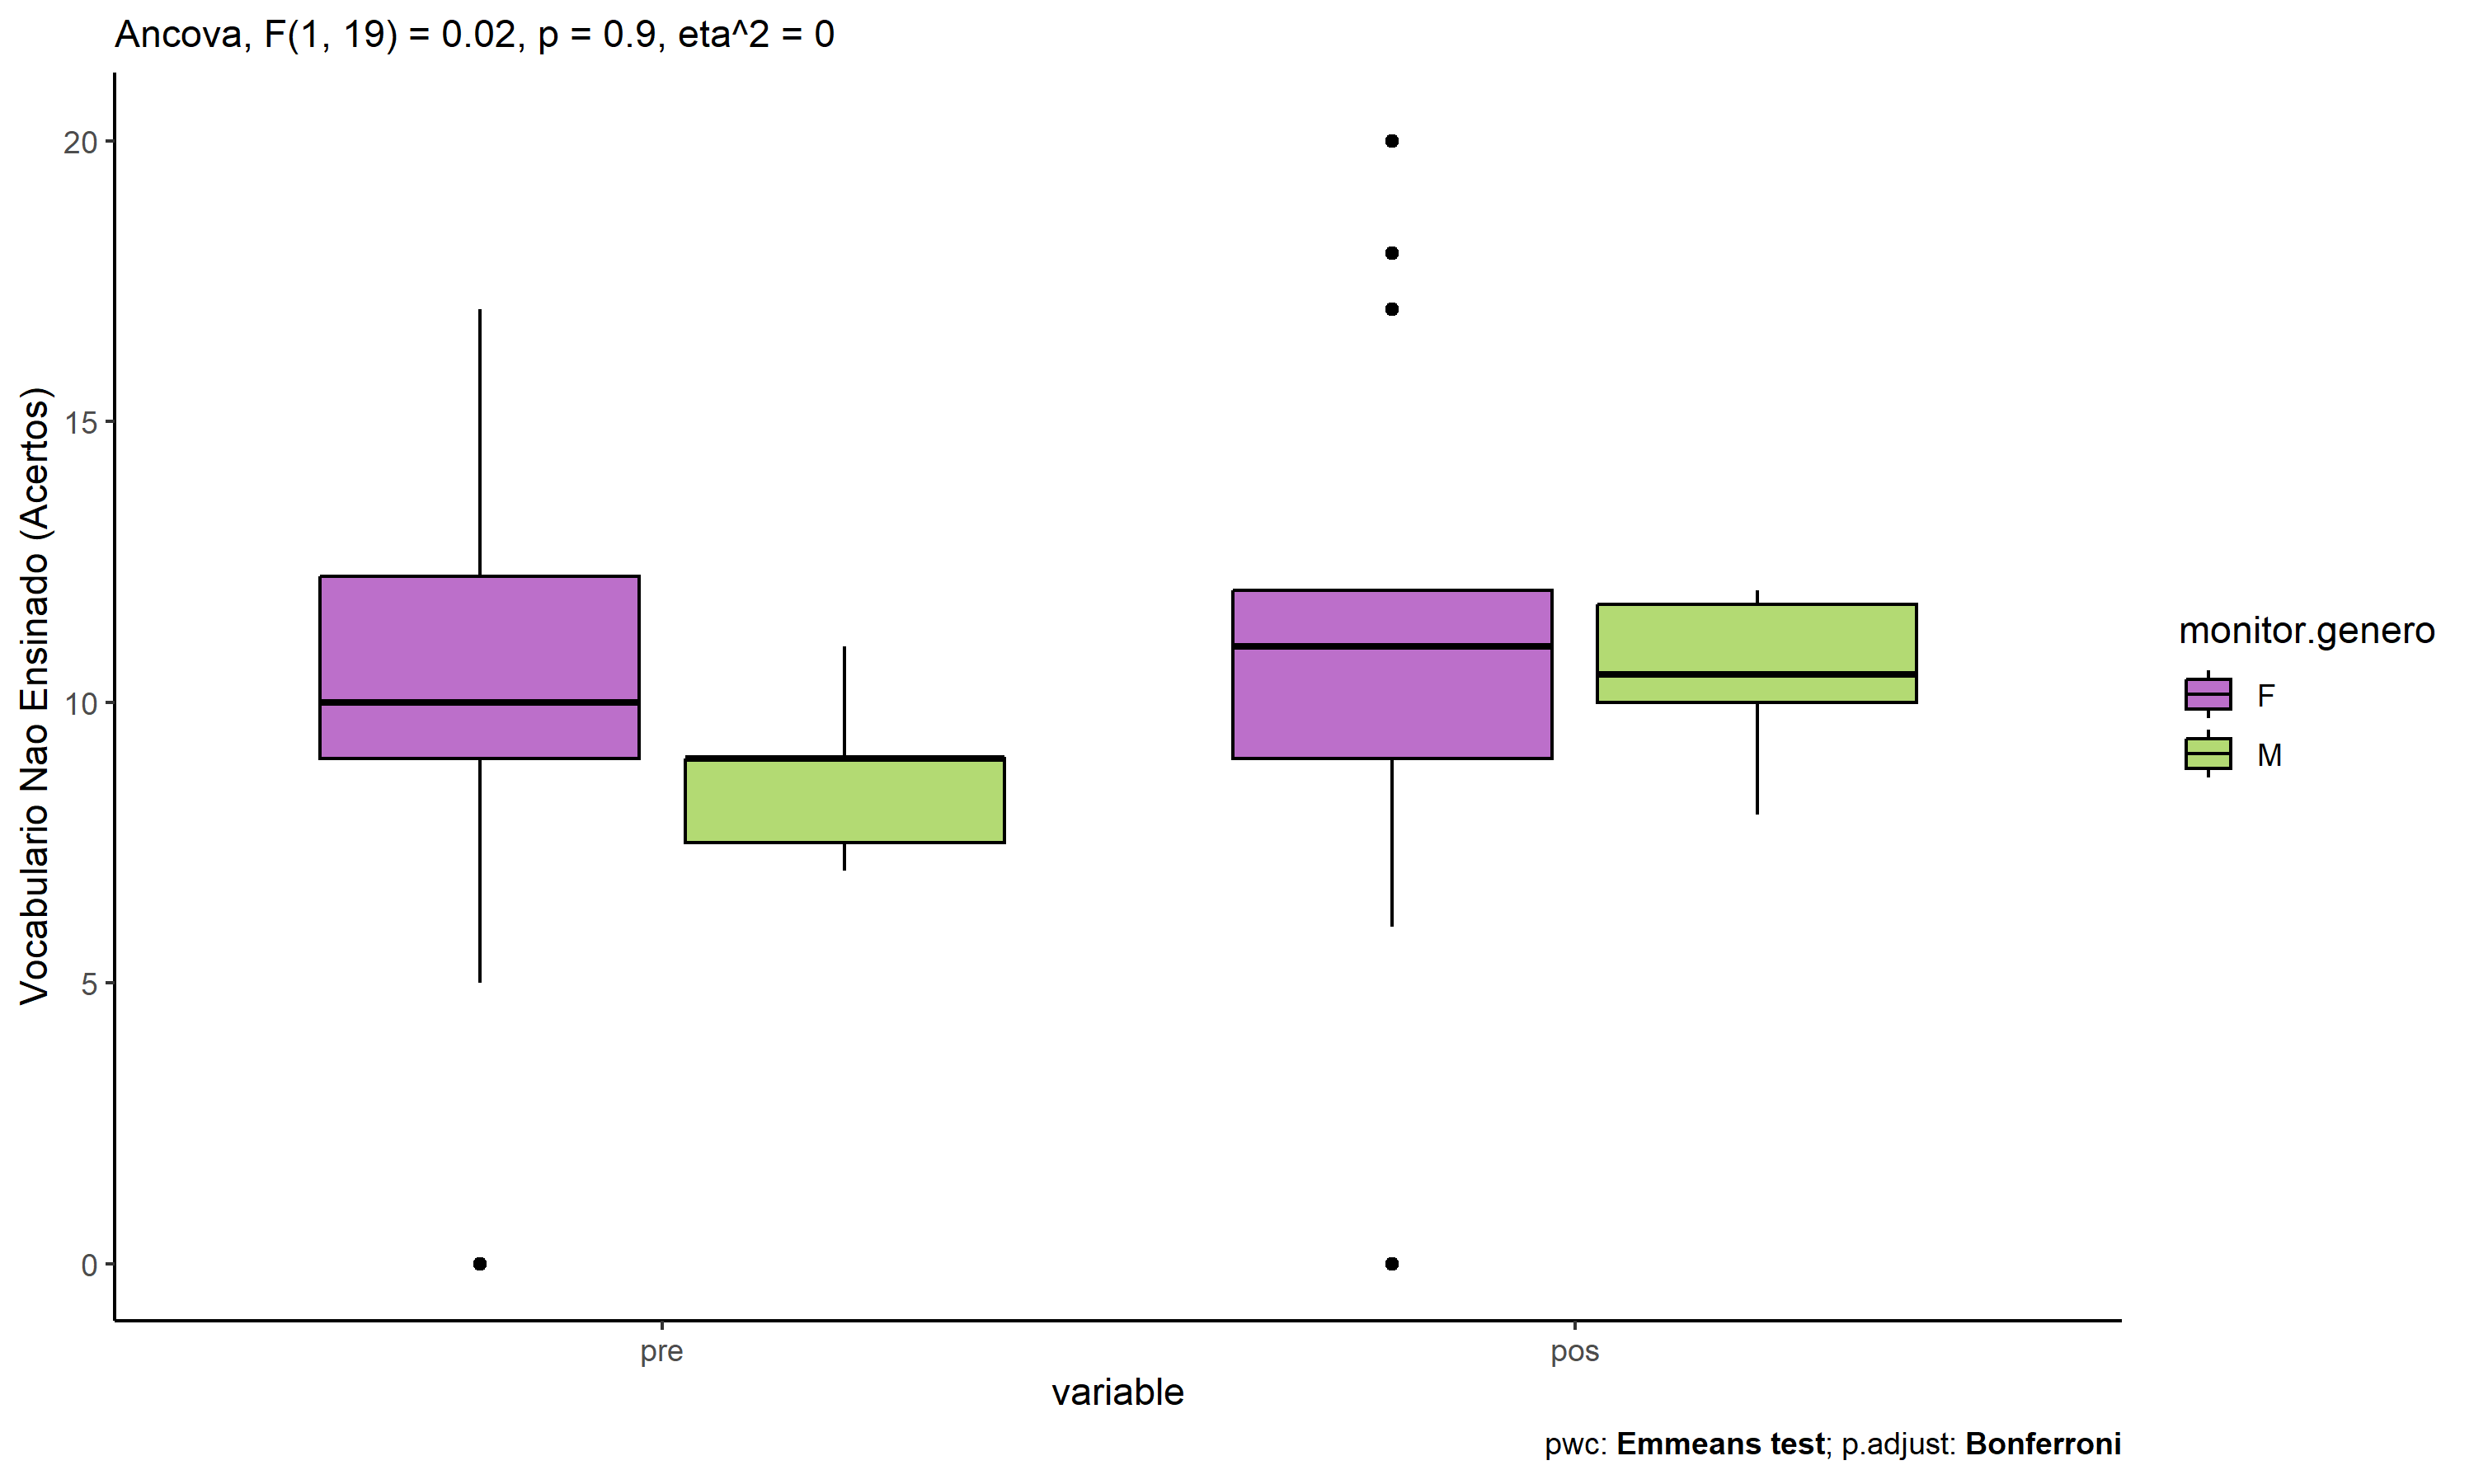 Ancova, F(1, 19) = 0.02, p = 0.9, eta^2 = 0
Vocabulario Nao Ensinado (Acertos)
20
15
10
5
0
pre
pos
variable
monitor.genero
F
M
pwc: Emmeans test; p.adjust: Bonferroni